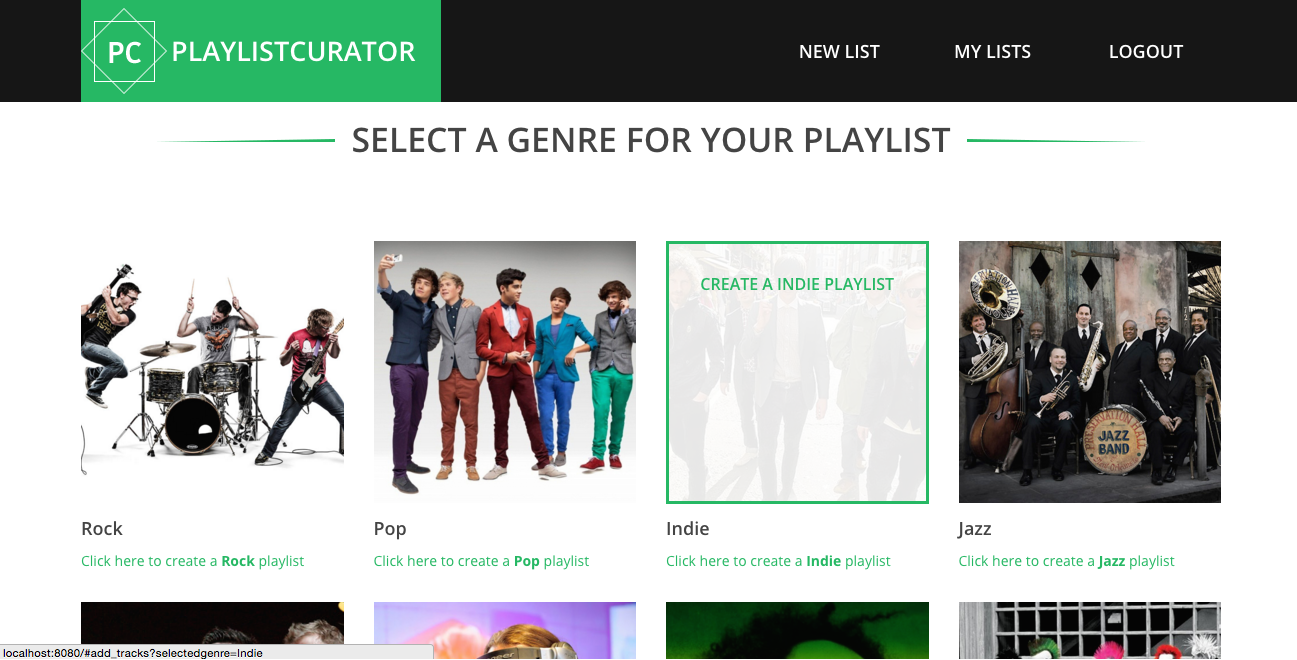 PC PLAYLISTCURATOR
NEW LIST MY LISTS LOGOUT
SELECT A GENRE FOR YOUR PLAYLIST
CREATE A INDIE PLAYLIST
PRESERVATION HALL
JAZZ
BAND
Rock
Click here to create a Rock playlist
Pop
Click here to create a Pop playlist
Indie
Click here to create a Indie playlist
Jazz
Click here to create a Jazz playlist
localhost:8080/#add_tracks?selectedgenre=Indie